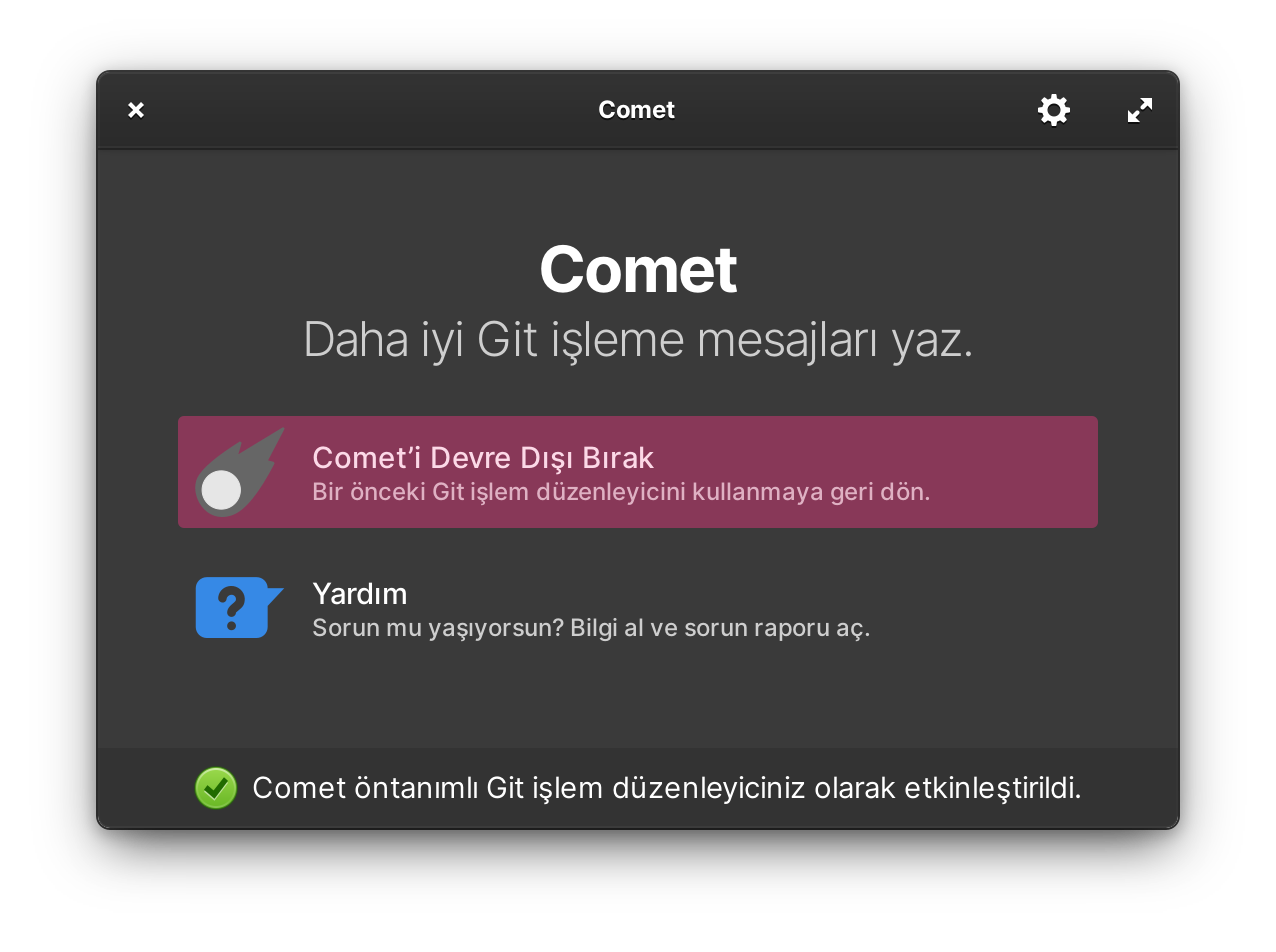 Comet
Comet
Daha iyi Git işleme mesajları yaz.
Comet’i Devre Dışı Bırak
Bir önceki Git işlem düzenleyicini kullanmaya geri dön.
Yardım
Sorun mu yaşıyorsun? Bilgi al ve sorun raporu aç.
Comet öntanımlı Git işlem düzenleyiciniz olarak etkinleştirildi.